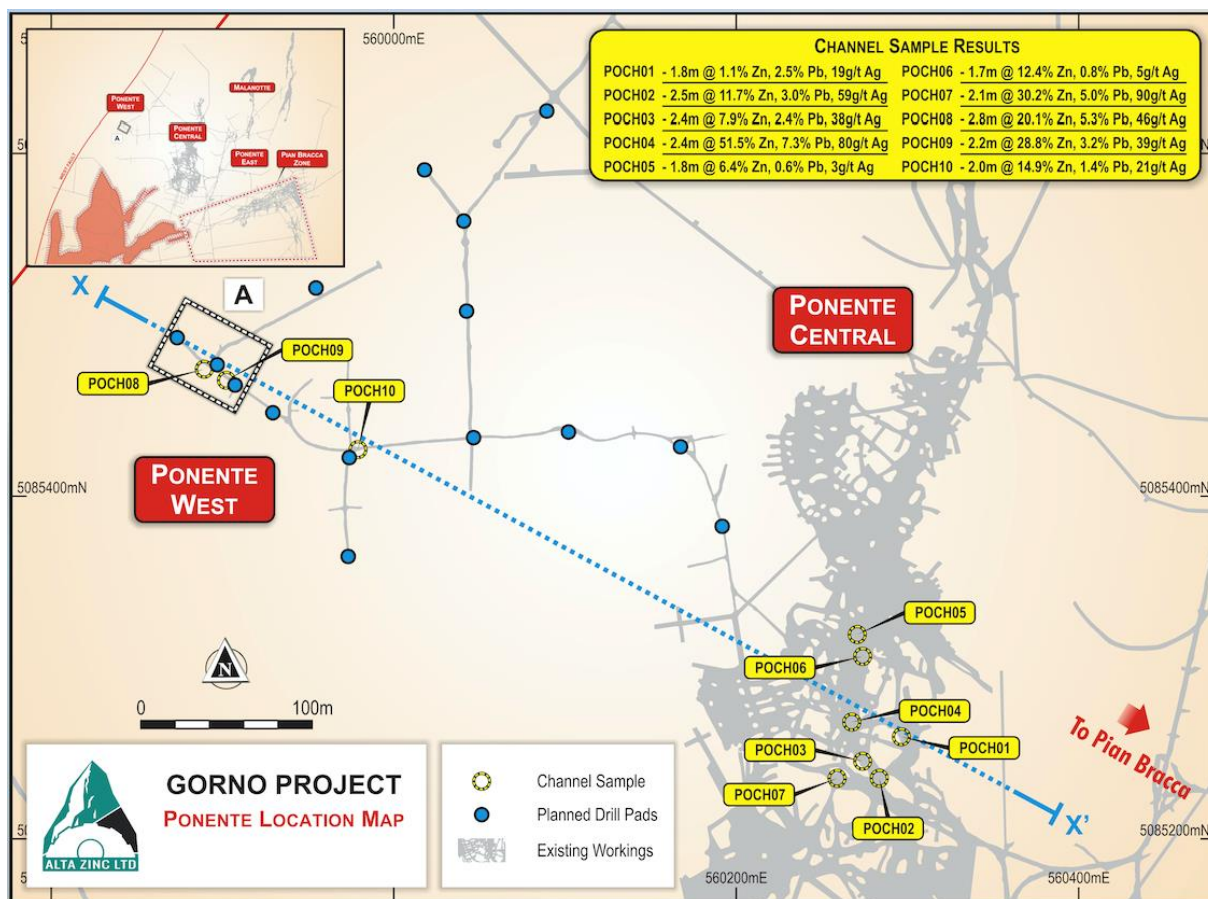 560000mE
CHANNEL SAMPLE RESULTS
POCH01 - 1.8m @ 1.1% Zn, 2.5% Pb, 19g/t Ag
POCH02 - 2.5m @ 11.7% Zn, 3.0% Pb, 59g/t Ag
POCH03 - 2.4m @ 7.9% Zn, 2.4% Pb, 38g/t Ag
POCH04 - 2.4m @ 51.5% Zn, 7.3% Pb, 80g/t Ag
POCH05 - 1.8m @ 6.4% Zn, 0.6% Pb, 3g/t Ag
POCH06 - 1.7m @ 12.4% Zn, 0.8% Pb, 5g/t Ag
POCH07 - 2.1m @ 30.2% Zn, 5.0% Pb, 90g/t Ag
POCH08 - 2.8m @ 20.1% Zn, 5.3% Pb, 46g/t Ag
POCH09 - 2.2m @ 28.8% Zn, 3.2% Pb, 39g/t Ag
POCH10 - 2.0m @ 14.9% Zn, 1.4% Pb, 21g/t Ag
MALANOTTE
PONENTE
WEST
A
PONENTE
CENTRAL
PONENTE
EAST
PIAN BRACCA
ZONE
WEST FAULT
X
A
PONENTE
CENTRAL
POCH09
POCH08
POCH10
PONENTE
WEST
5085400mN
5085400mN
POCH05
POCH06
POCH04
POCH01
POCH03
POCH07
POCH02
To Pian Bracca
X'
N
0 100m
5085200mN
560200mE
560400mE
GORNO PROJECT
PONENTE LOCATION MAP
ALTA ZINC LTD
Channel Sample
Planned Drill Pads
Existing Workings